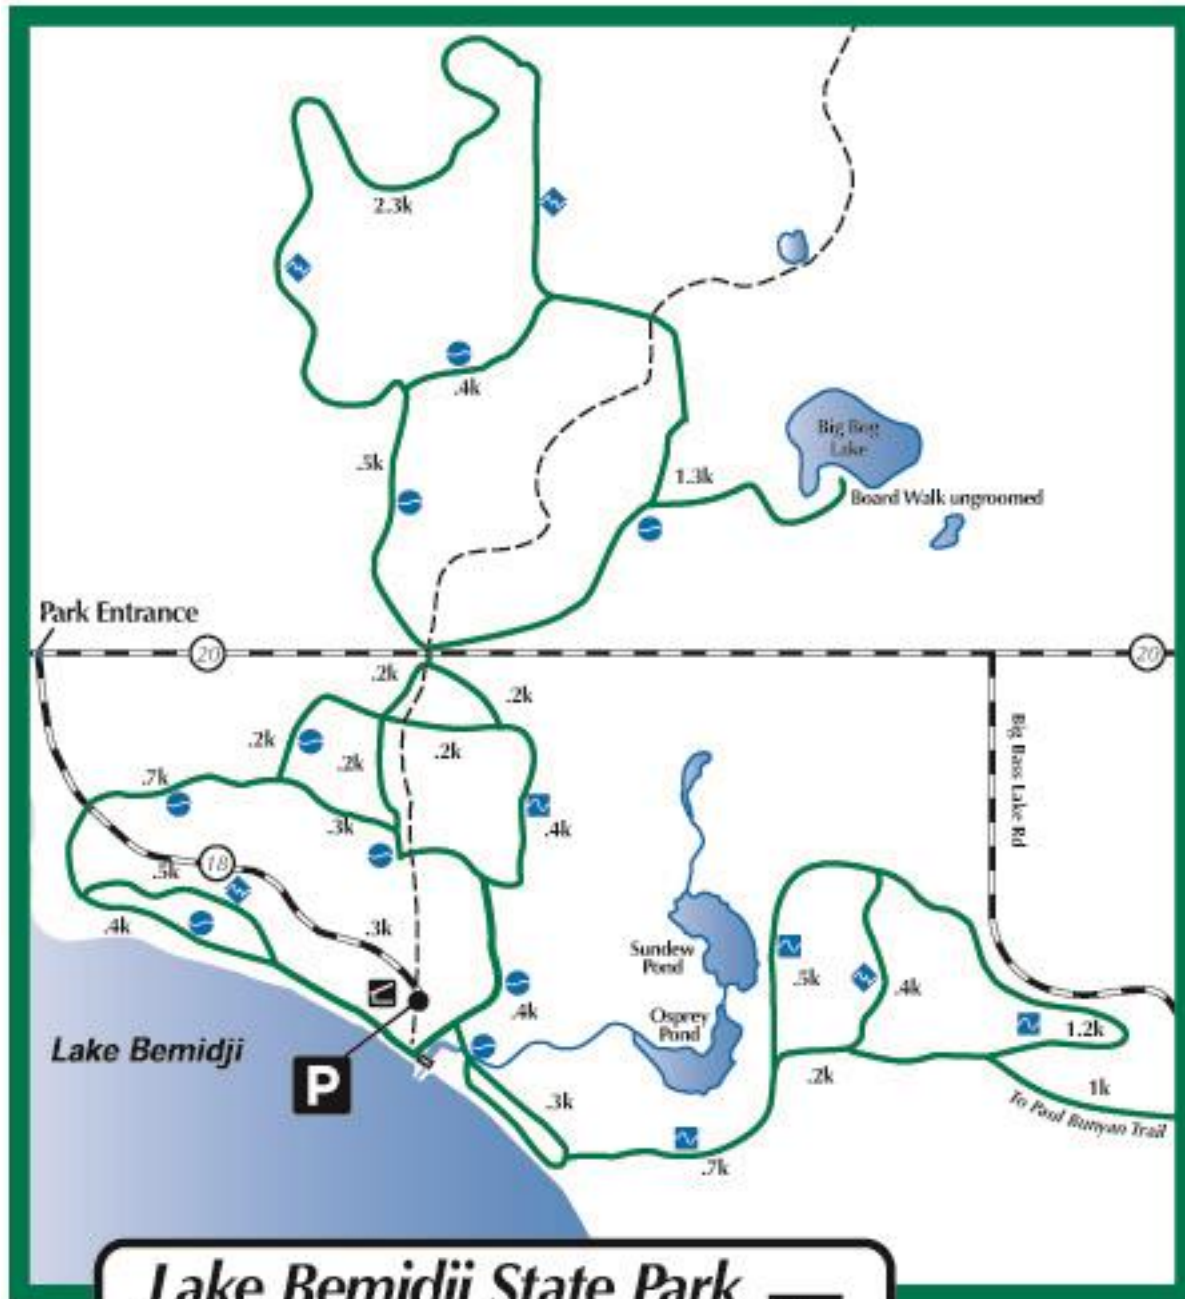 2.3k
.4k
.5k
1.3k
Big Bog
Lake
Board Walk ungroomed
Park Entrance
20
20
.2k
.2k
.2k
.2k
.2k
.7k
.3k
.4k
Big Bass Lake Rd
18
.5k
.4k
.3k
Sundew
Pond
.5k
.4k
.4k
Osprey
Pond
1.2k
Lake Bemidji
P
.3k
.2k
1k
To Paul Bunyan Trail
.7k
Lake Bemidji State Park